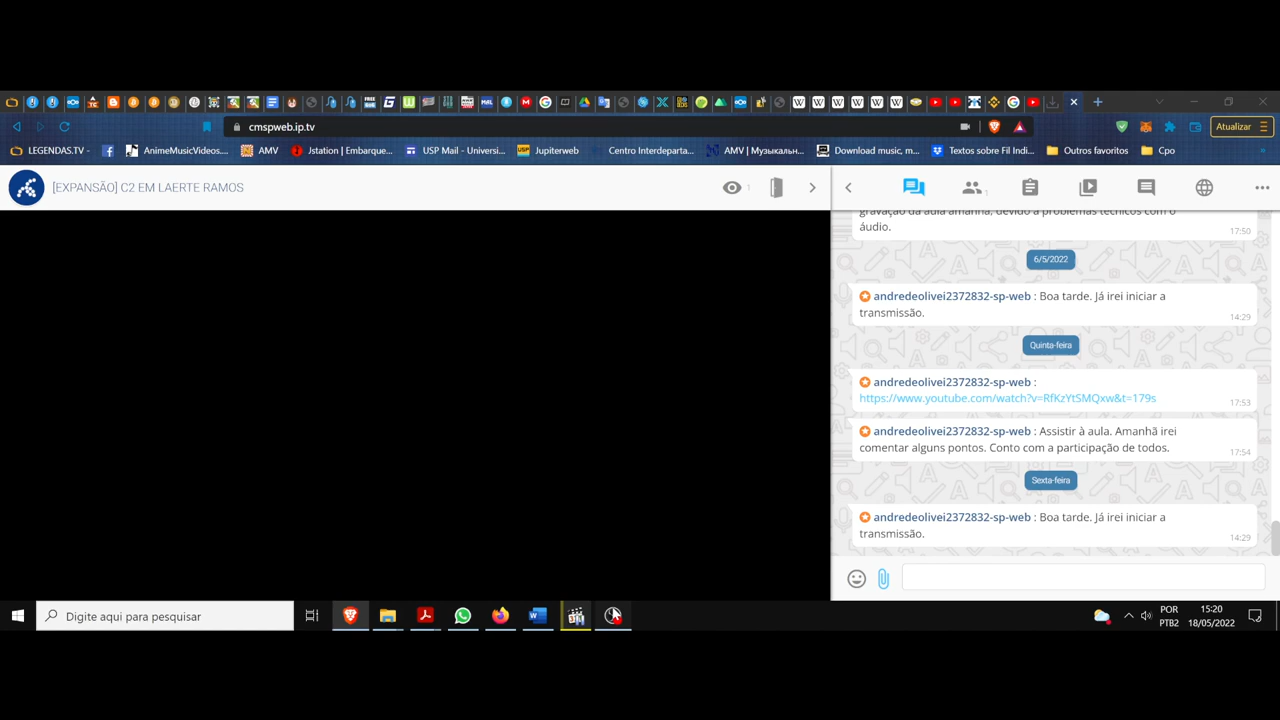 cmspweb.ip.tv
Atualizar
LEGENDAS.TV -
AnimeMusicVideos...
AMV
Jstation | Embarque...
USP Mail - Universi...
Jupiterweb
Centro Interdeparta...
AMV | Музыкальн...
Download music, m...
Textos sobre Fil Indi...
Outros favoritos
Cpo
[EXPANSÃO] C2 EM LAERTE RAMOS
1
1
gravação da aula amanhã, devido a problemas técnicos com o
áudio.
17:50
6/5/2022
andredeolivei2372832-sp-web : Boa tarde. Já irei iniciar a
transmissão.
14:29
Quinta-feira
andredeolivei2372832-sp-web :
https://www.youtube.com/watch?v=RfKzYtSMQxw&t=179s
17:53
andredeolivei2372832-sp-web : Assistir à aula. Amanhã irei
comentar alguns pontos. Conto com a participação de todos.
17:54
Sexta-feira
andredeolivei2372832-sp-web : Boa tarde. Já irei iniciar a
transmissão.
14:29
Digite aqui para pesquisar
POR
PTB2
15:20
18/05/2022